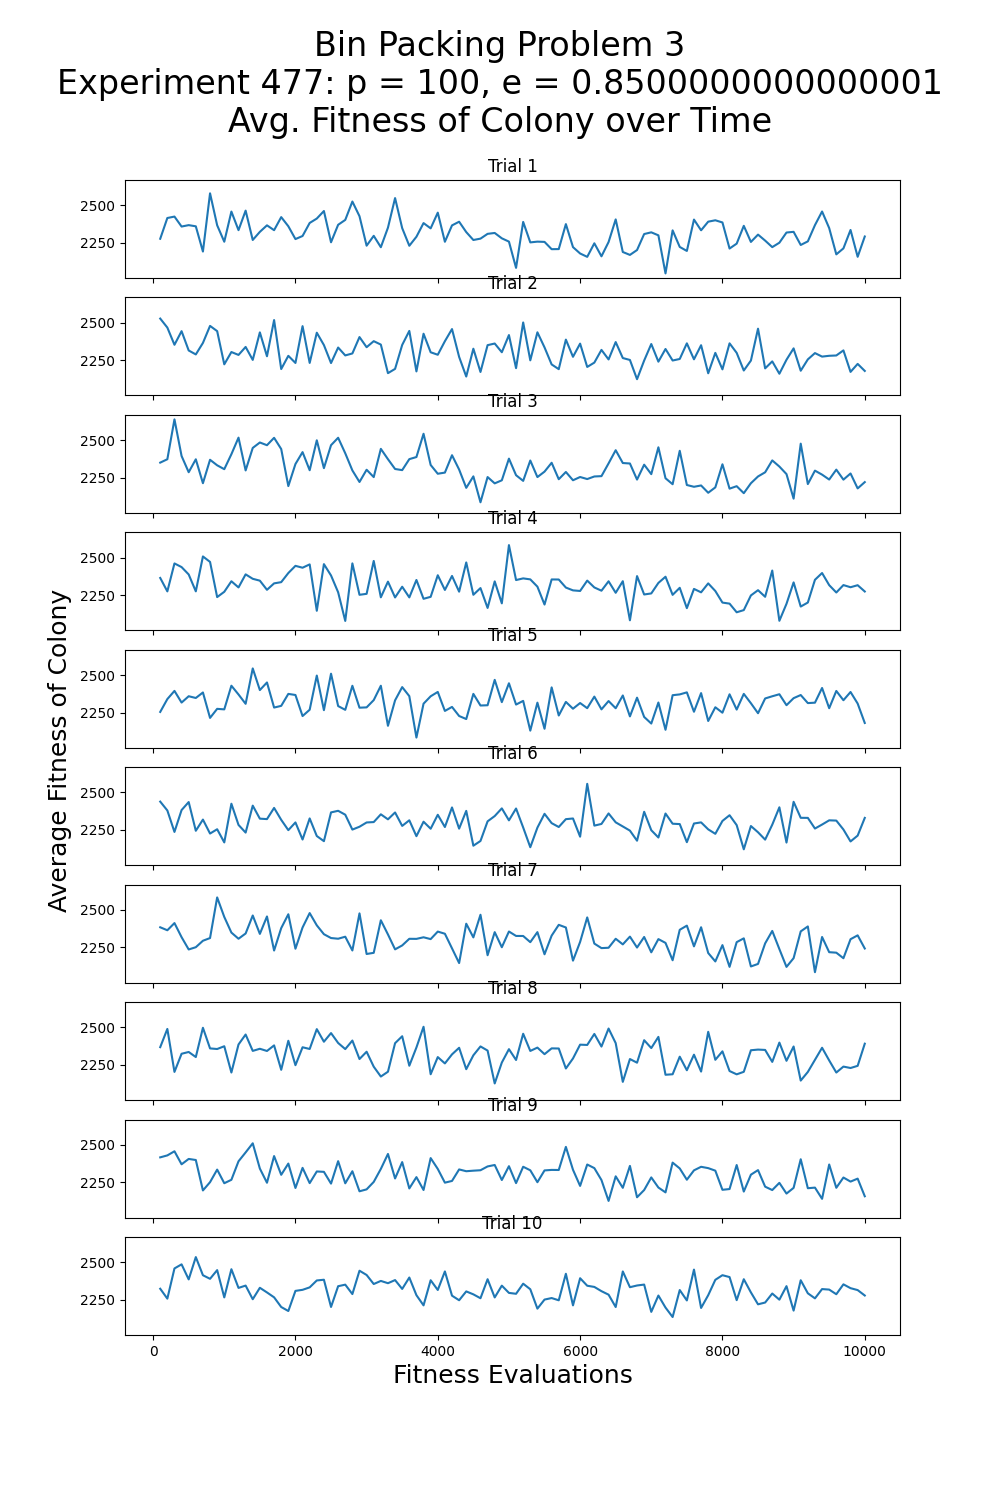 Bin Packing Problem 3
Experiment 477: p = 100, e = 0.8500000000000001
Avg. Fitness of Colony over Time
Trial 1
2500
2250
Trial 2
2500
2250
Trial 3
2500
2250
Trial 4
2500
2250
Trial 5
2500
2250
Trial 6
2500
2250
Trial 7
2500
2250
Trial 8
2500
2250
Trial 9
2500
2250
Trial 10
2500
2250
0 2000 4000 6000 8000 10000
Fitness Evaluations
Average Fitness of Colony